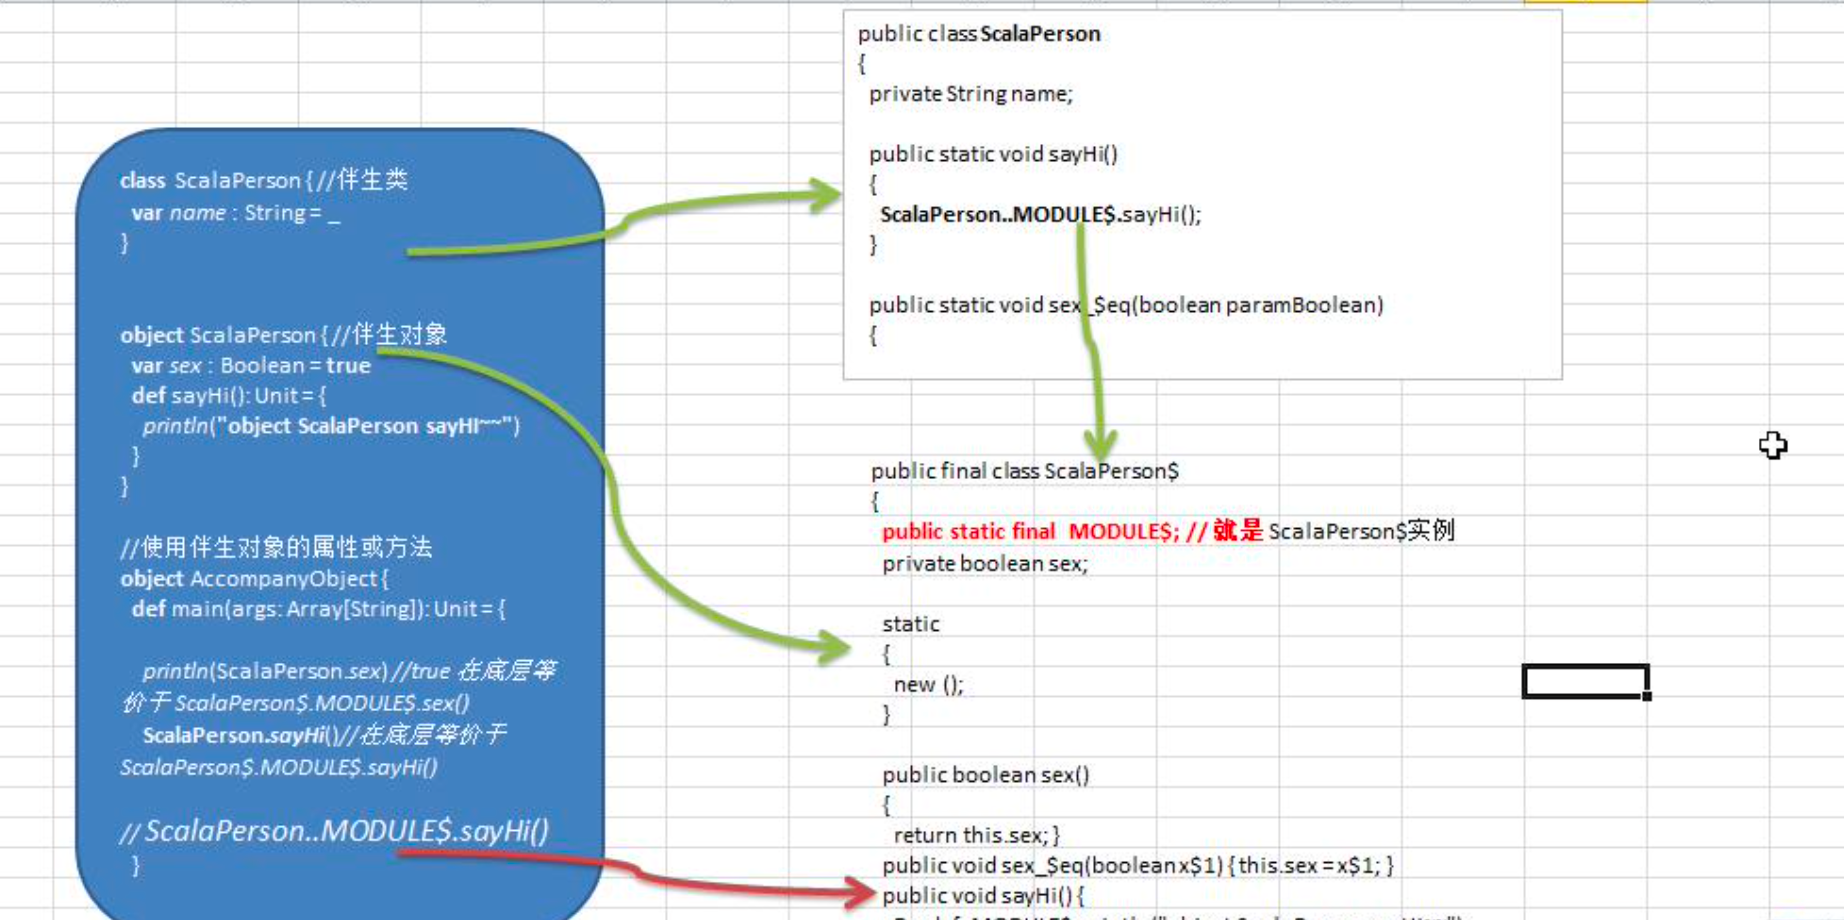 class ScalaPerson{//伴生类
var name : String = _
}
object ScalaPerson{//伴生对象
var sex : Boolean = true
def sayHi(): Unit = {
println("object ScalaPerson sayHI~~")
}
}
//使用伴生对象的属性或方法
object AccompanyObject{
def main(args: Array[String]): Unit = {
println(ScalaPerson.sex) //true 在底层等
价于 ScalaPerson$.MODULE$.sex()
ScalaPerson.sayHi()//在底层等价于
ScalaPerson$.MODULE$.sayHi()
// ScalaPerson..MODULE$.sayHi()
}
public class ScalaPerson
{
private String name;
public static void sayHi()
{
ScalaPerson..MODULE$.sayHi();
}
public static void sex_$eq(boolean paramBoolean)
{
public final class ScalaPerson$
{
public static final MODULE$; // 就是 ScalaPerson$实例
private boolean sex;
static
{
new ();
}
public boolean sex()
{
return this.sex; }
public void sex_$eq(boolean x$1) { this.sex = x$1; }
public void sayHi() {